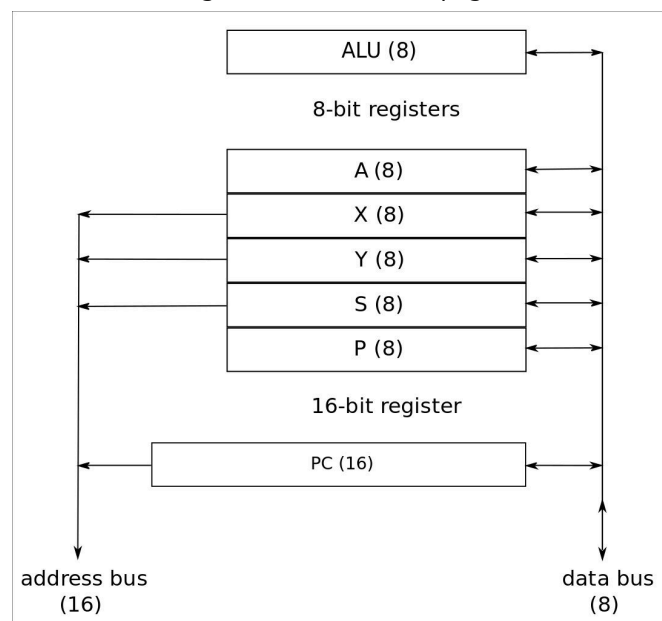 ALU (8)
8-bit registers
A (8)
X (8)
Y (8)
S (8)
P (8)
16-bit register
PC (16)
address bus
(16)
data bus
(8)